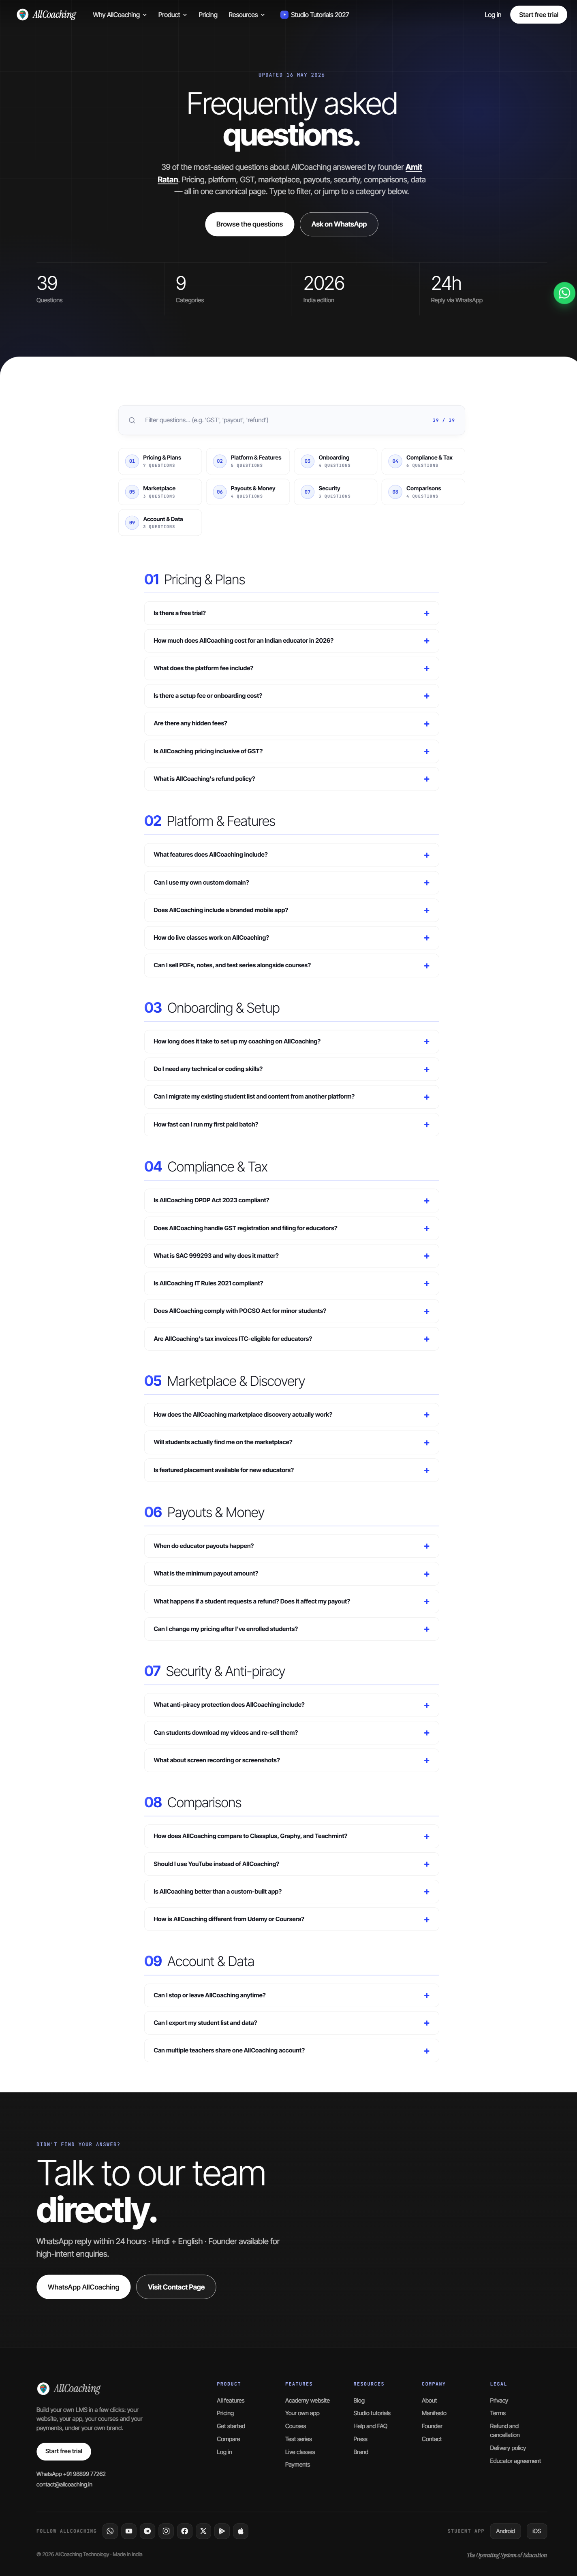 AllCoaching
Why AllCoaching
Product
Pricing
Resources
Studio Tutorials 2027
Log in
Start free trial
UPDATED 16 MAY 2026
Frequently asked
questions.
39 of the most-asked questions about AllCoaching answered by founder Amit
Ratan. Pricing, platform, GST, marketplace, payouts, security, comparisons, data
— all in one canonical page. Type to filter, or jump to a category below.
Browse the questions
Ask on WhatsApp
39
Questions
9
Categories
2026
India edition
24h
Reply via WhatsApp
Filter questions... (e.g. 'GST', 'payout', 'refund')
39 / 39
01 Pricing & Plans
7 QUESTIONS
02 Platform & Features
5 QUESTIONS
03 Onboarding
4 QUESTIONS
04 Compliance & Tax
6 QUESTIONS
05 Marketplace
3 QUESTIONS
06 Payouts & Money
4 QUESTIONS
07 Security
3 QUESTIONS
08 Comparisons
4 QUESTIONS
09 Account & Data
3 QUESTIONS
01 Pricing & Plans
Is there a free trial?
How much does AllCoaching cost for an Indian educator in 2026?
What does the platform fee include?
Is there a setup fee or onboarding cost?
Are there any hidden fees?
Is AllCoaching pricing inclusive of GST?
What is AllCoaching's refund policy?
02 Platform & Features
What features does AllCoaching include?
Can I use my own custom domain?
Does AllCoaching include a branded mobile app?
How do live classes work on AllCoaching?
Can I sell PDFs, notes, and test series alongside courses?
03 Onboarding & Setup
How long does it take to set up my coaching on AllCoaching?
Do I need any technical or coding skills?
Can I migrate my existing student list and content from another platform?
How fast can I run my first paid batch?
04 Compliance & Tax
Is AllCoaching DPDP Act 2023 compliant?
Does AllCoaching handle GST registration and filing for educators?
What is SAC 999293 and why does it matter?
Is AllCoaching IT Rules 2021 compliant?
Does AllCoaching comply with POCSO Act for minor students?
Are AllCoaching's tax invoices ITC-eligible for educators?
05 Marketplace & Discovery
How does the AllCoaching marketplace discovery actually work?
Will students actually find me on the marketplace?
Is featured placement available for new educators?
06 Payouts & Money
When do educator payouts happen?
What is the minimum payout amount?
What happens if a student requests a refund? Does it affect my payout?
Can I change my pricing after I've enrolled students?
07 Security & Anti-piracy
What anti-piracy protection does AllCoaching include?
Can students download my videos and re-sell them?
What about screen recording or screenshots?
08 Comparisons
How does AllCoaching compare to Classplus, Graphy, and Teachmint?
Should I use YouTube instead of AllCoaching?
Is AllCoaching better than a custom-built app?
How is AllCoaching different from Udemy or Coursera?
09 Account & Data
Can I stop or leave AllCoaching anytime?
Can I export my student list and data?
Can multiple teachers share one AllCoaching account?
DIDN'T FIND YOUR ANSWER?
Talk to our team
directly.
WhatsApp reply within 24 hours · Hindi + English · Founder available for
high-intent enquiries.
WhatsApp AllCoaching
Visit Contact Page
AllCoaching
Build your own LMS in a few clicks: your
website, your app, your courses and your
payments, under your own brand.
Start free trial
WhatsApp +91 98899 77262
contact@allcoaching.in
PRODUCT
All features
Pricing
Get started
Compare
Log in
FEATURES
Academy website
Your own app
Courses
Test series
Live classes
Payments
RESOURCES
Blog
Studio tutorials
Help and FAQ
Press
Brand
COMPANY
About
Manifesto
Founder
Contact
LEGAL
Privacy
Terms
Refund and
cancellation
Delivery policy
Educator agreement
FOLLOW ALLCOACHING
STUDENT APP
Android
iOS
© 2026 AllCoaching Technology · Made in India
The Operating System of Education